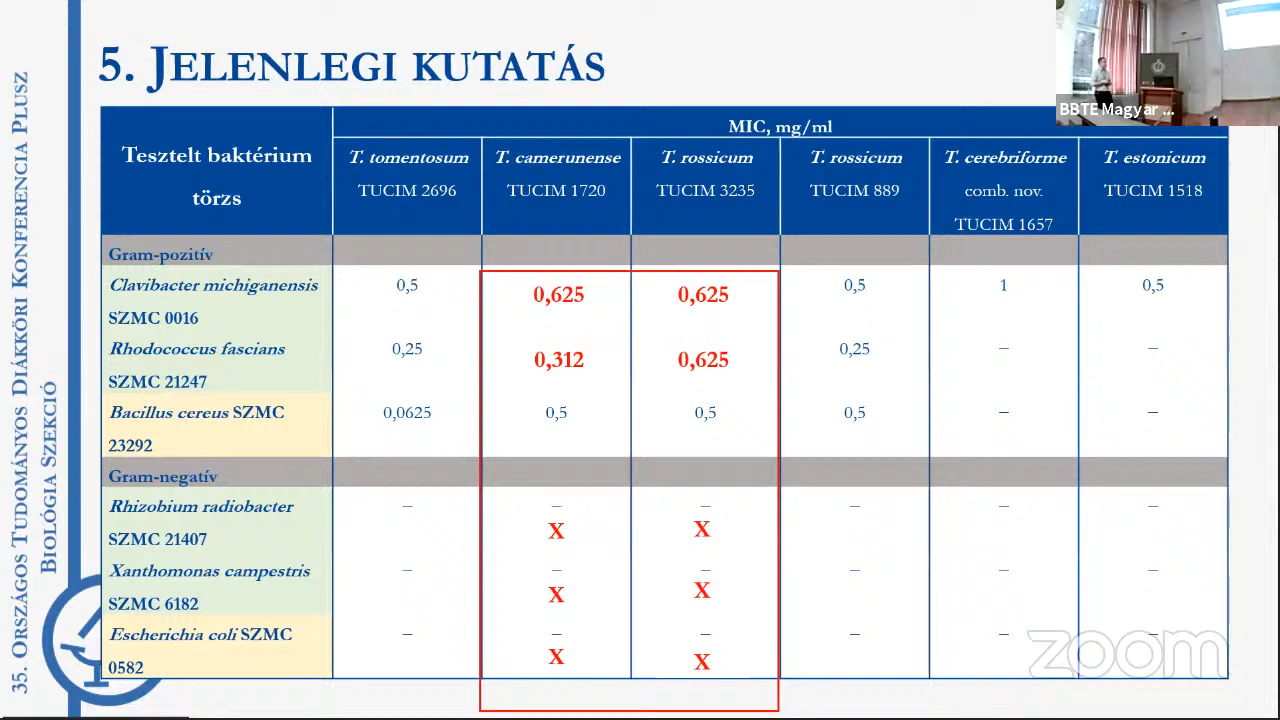 5. JELENLEGI KUTATÁS
BBTE Magyar ...
35. ORSZÁGOS TUDOMÁNYOS DIÁKKÖRI KONFERENCIA PLUSZ
BIOLÓGIA SZEKCIÓ
Tesztelt baktérium
törzs
MIC, mg/ml
T. tomentosum
TUCIM 2696
T. camerunense
TUCIM 1720
T. rossicum
TUCIM 3235
T. rossicum
TUCIM 889
T. cerebriforme
comb. nov.
TUCIM 1657
T. estonicum
TUCIM 1518
Gram-pozitív
Clavibacter michiganensis 0,5 0,625 0,625 0,5 1 0,5
SZMC 0016
Rhodococcus fascians 0,25 0,312 0,625 0,25 – –
SZMC 21247
Bacillus cereus SZMC 0,0625 0,5 0,5 0,5 – –
23292
Gram-negatív
Rhizobium radiobacter – – – – – –
SZMC 21407 X X
Xanthomonas campestris – – – – – –
SZMC 6182 X X
Escherichia coli SZMC – – – – – –
0582 X X
zoom